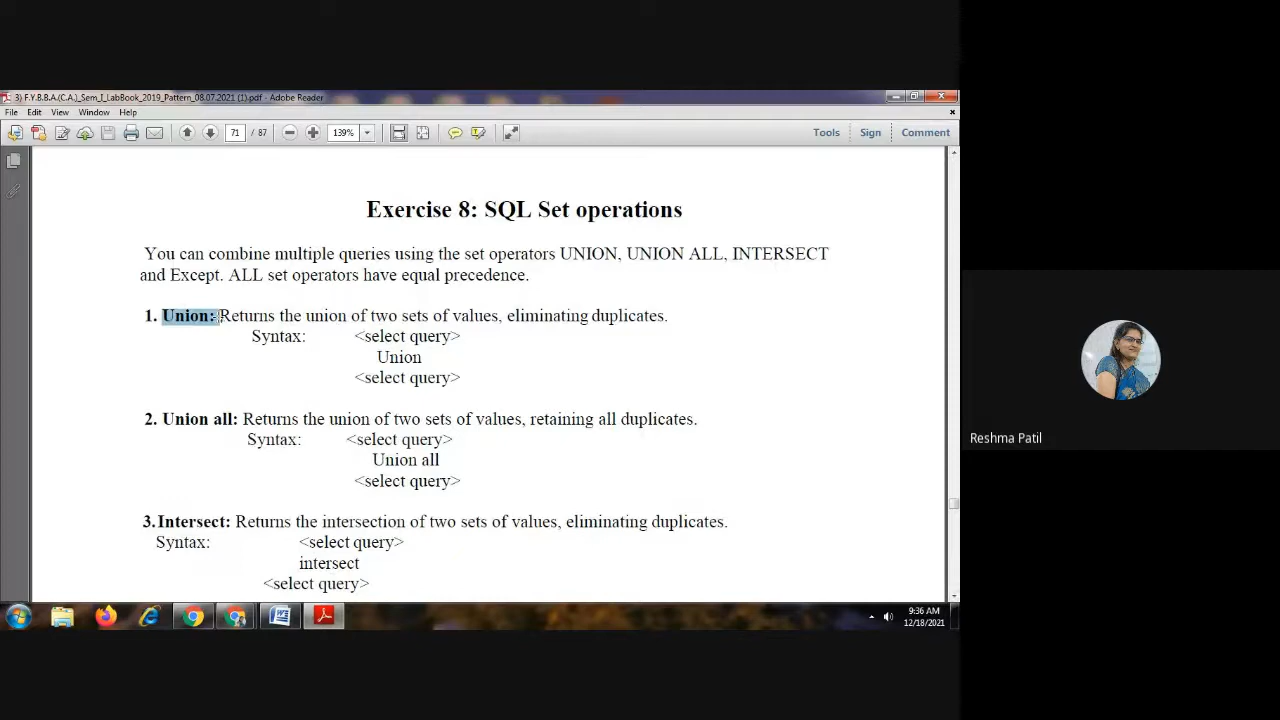 3) F.Y.B.B.A.(C.A.)_Sem_I_LabBook_2019_Pattern_08.07.2021 (1).pdf - Adobe Reader
File Edit View Window Help
71 / 87 139% Tools Sign Comment
Exercise 8: SQL Set operations
You can combine multiple queries using the set operators UNION, UNION ALL, INTERSECT
and Except. ALL set operators have equal precedence.
1. Union: Returns the union of two sets of values, eliminating duplicates.
Syntax: <select query>
Union
<select query>
2. Union all: Returns the union of two sets of values, retaining all duplicates.
Syntax: <select query>
Union all
<select query>
3. Intersect: Returns the intersection of two sets of values, eliminating duplicates.
Syntax: <select query>
intersect
<select query>
9:36 AM
12/18/2021
Reshma Patil